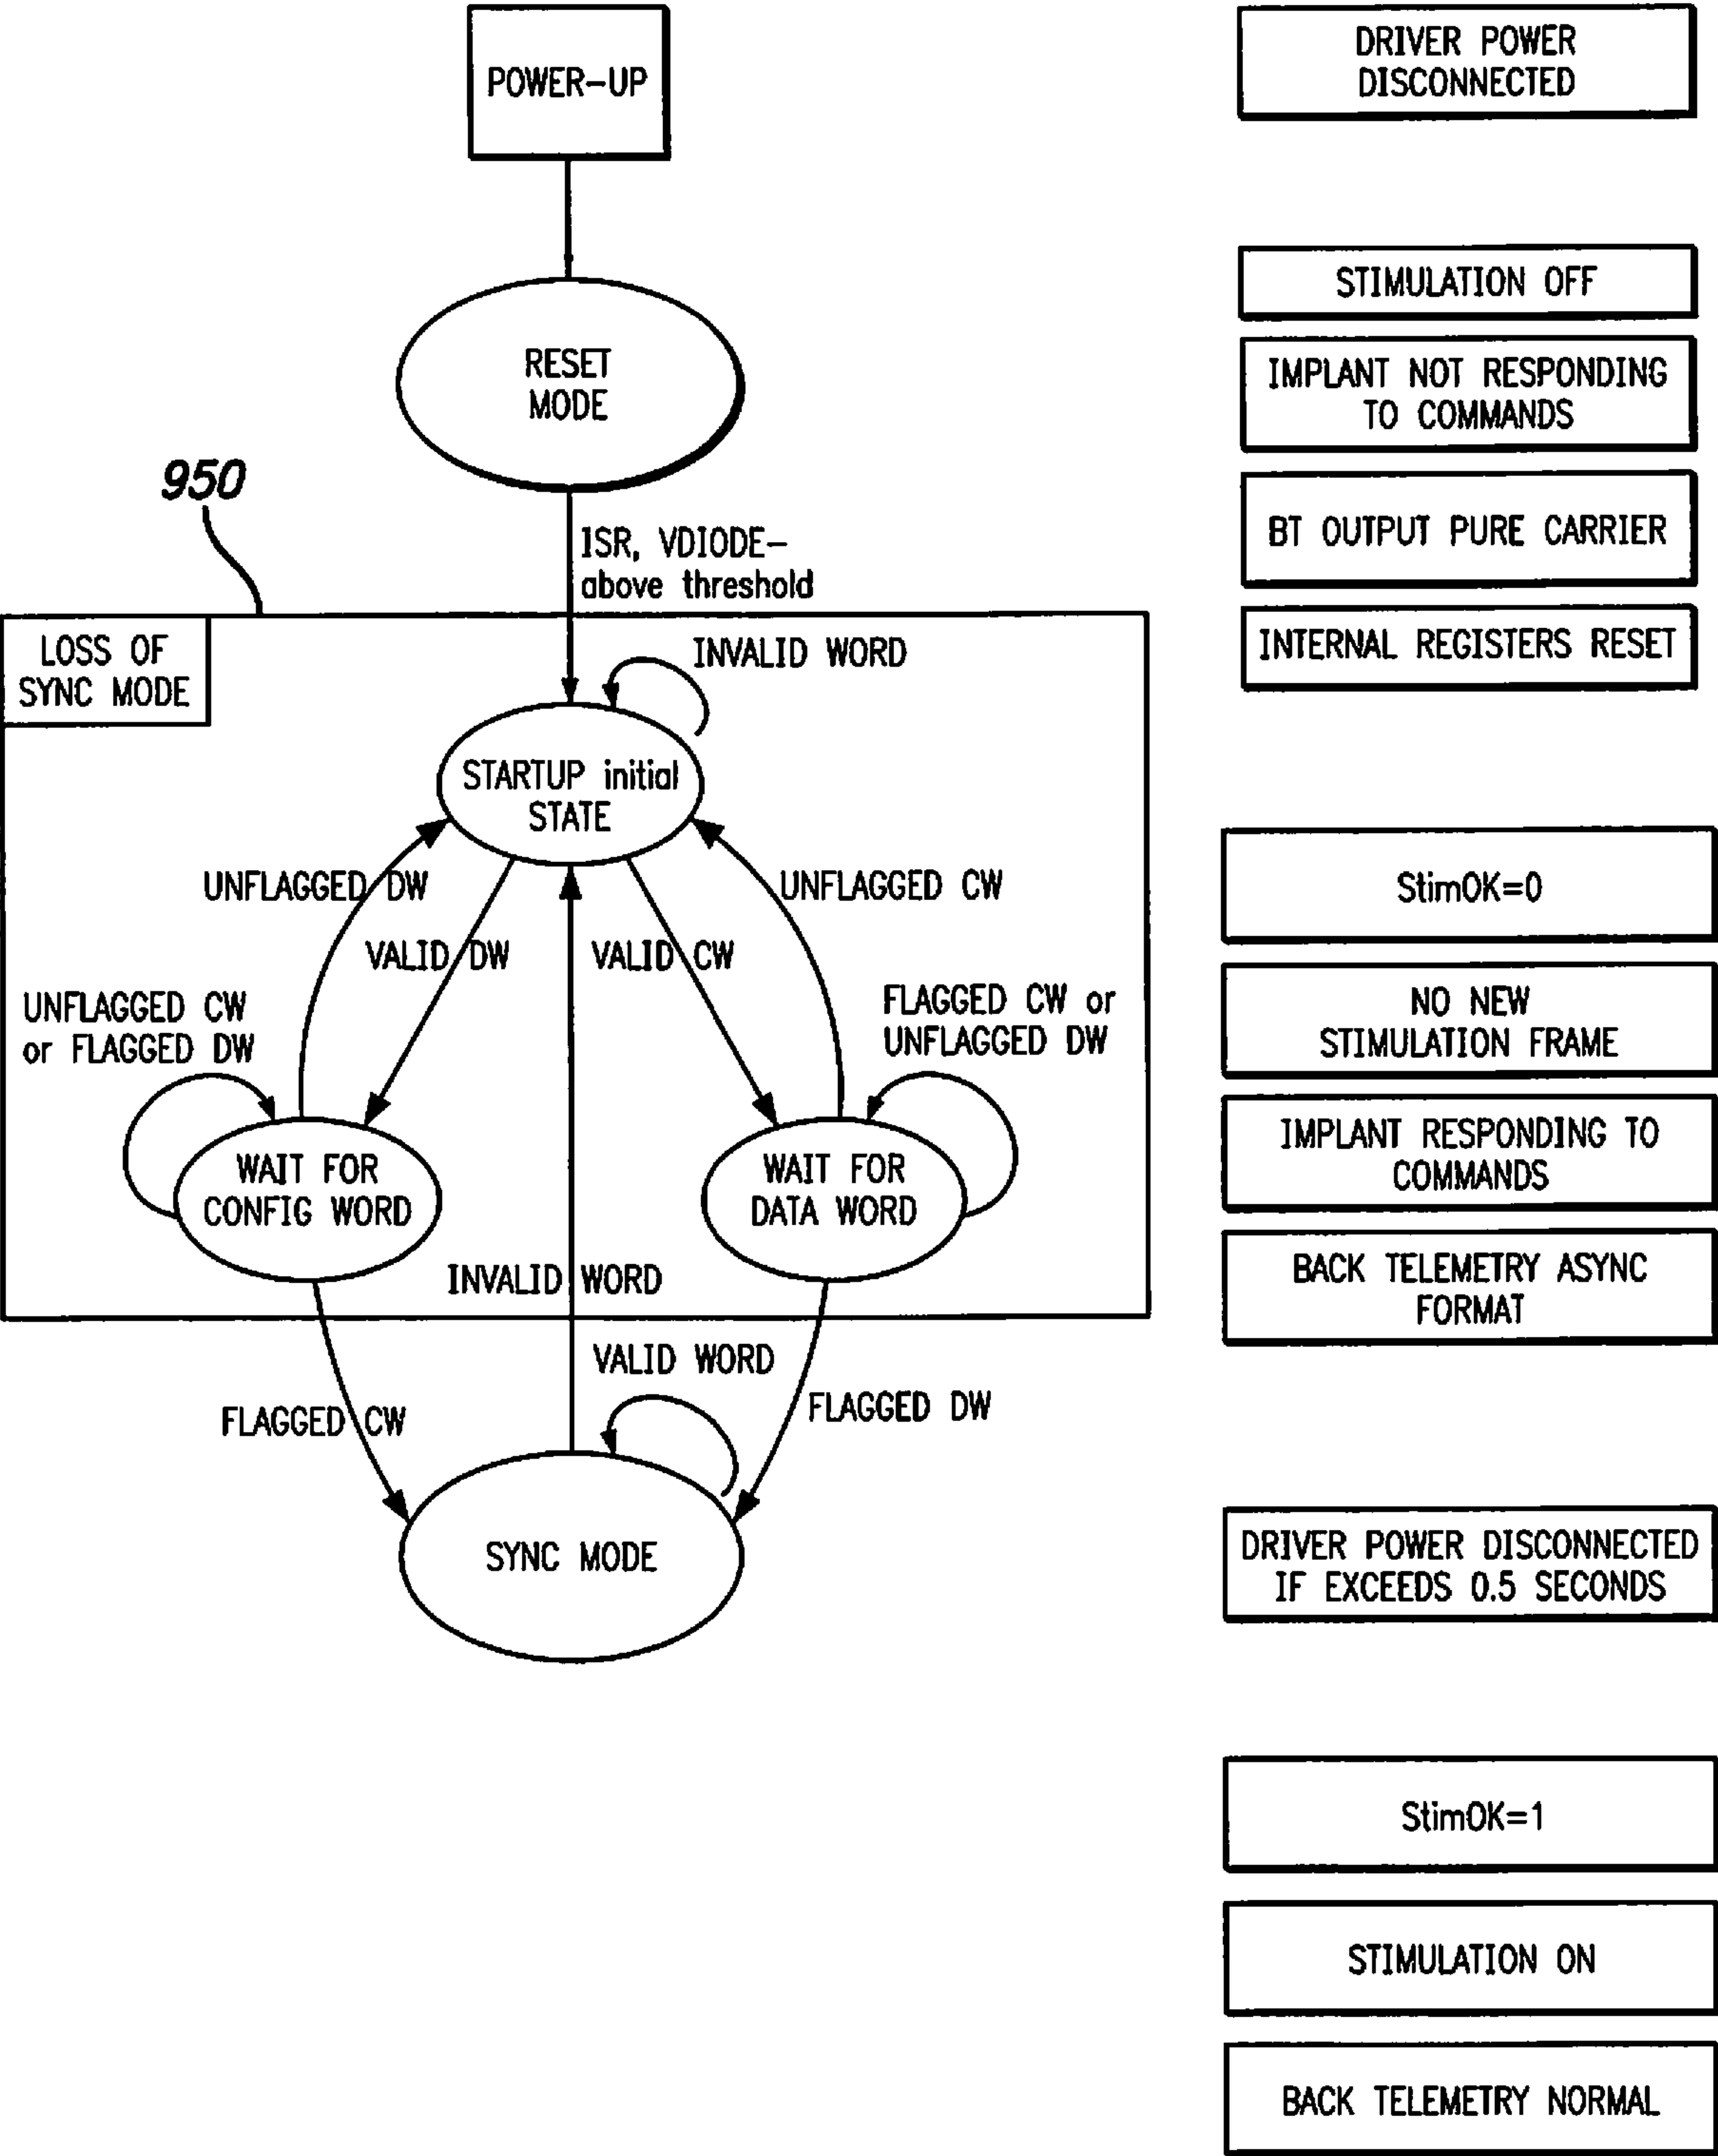 POWER-UP
DRIVER POWER
DISCONNECTED
STIMULATION OFF
RESET
MODE
IMPLANT NOT RESPONDING
TO COMMANDS
950
BT OUTPUT PURE CARRIER
1SR, VDIODE-
above threshold
INTERNAL REGISTERS RESET
LOSS OF
SYNC MODE
INVALID WORD
STARTUP initial
STATE
UNFLAGGED DW
UNFLAGGED CW
StimOK=0
VALID DW
VALID CW
UNFLAGGED CW
or FLAGGED DW
FLAGGED CW or
UNFLAGGED DW
NO NEW
STIMULATION FRAME
WAIT FOR
CONFIG WORD
WAIT FOR
DATA WORD
IMPLANT RESPONDING TO
COMMANDS
INVALID WORD
BACK TELEMETRY ASYNC
FORMAT
VALID WORD
FLAGGED CW
FLAGGED DW
SYNC MODE
DRIVER POWER DISCONNECTED
IF EXCEEDS 0.5 SECONDS
StimOK=1
STIMULATION ON
BACK TELEMETRY NORMAL